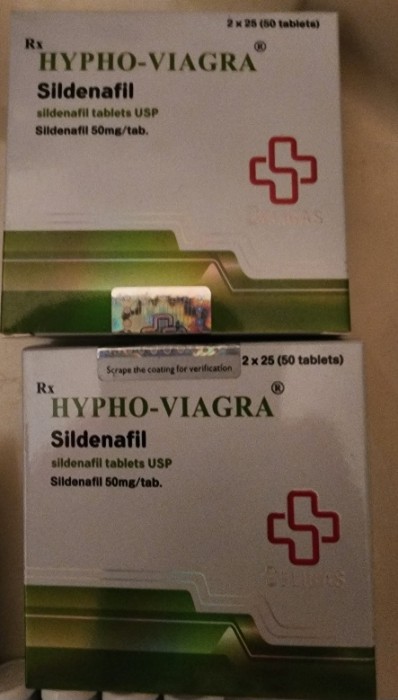 2 x 25 (50 tablets)
Rx
HYPHO-VIAGRA®
Sildenafil
sildenafil tablets USP
Sildenafil 50mg/tab.
Scrape the coating for verification
2 x 25 (50 tablets)
Rx
HYPHO-VIAGRA®
Sildenafil
sildenafil tablets USP
Sildenafil 50mg/tab.